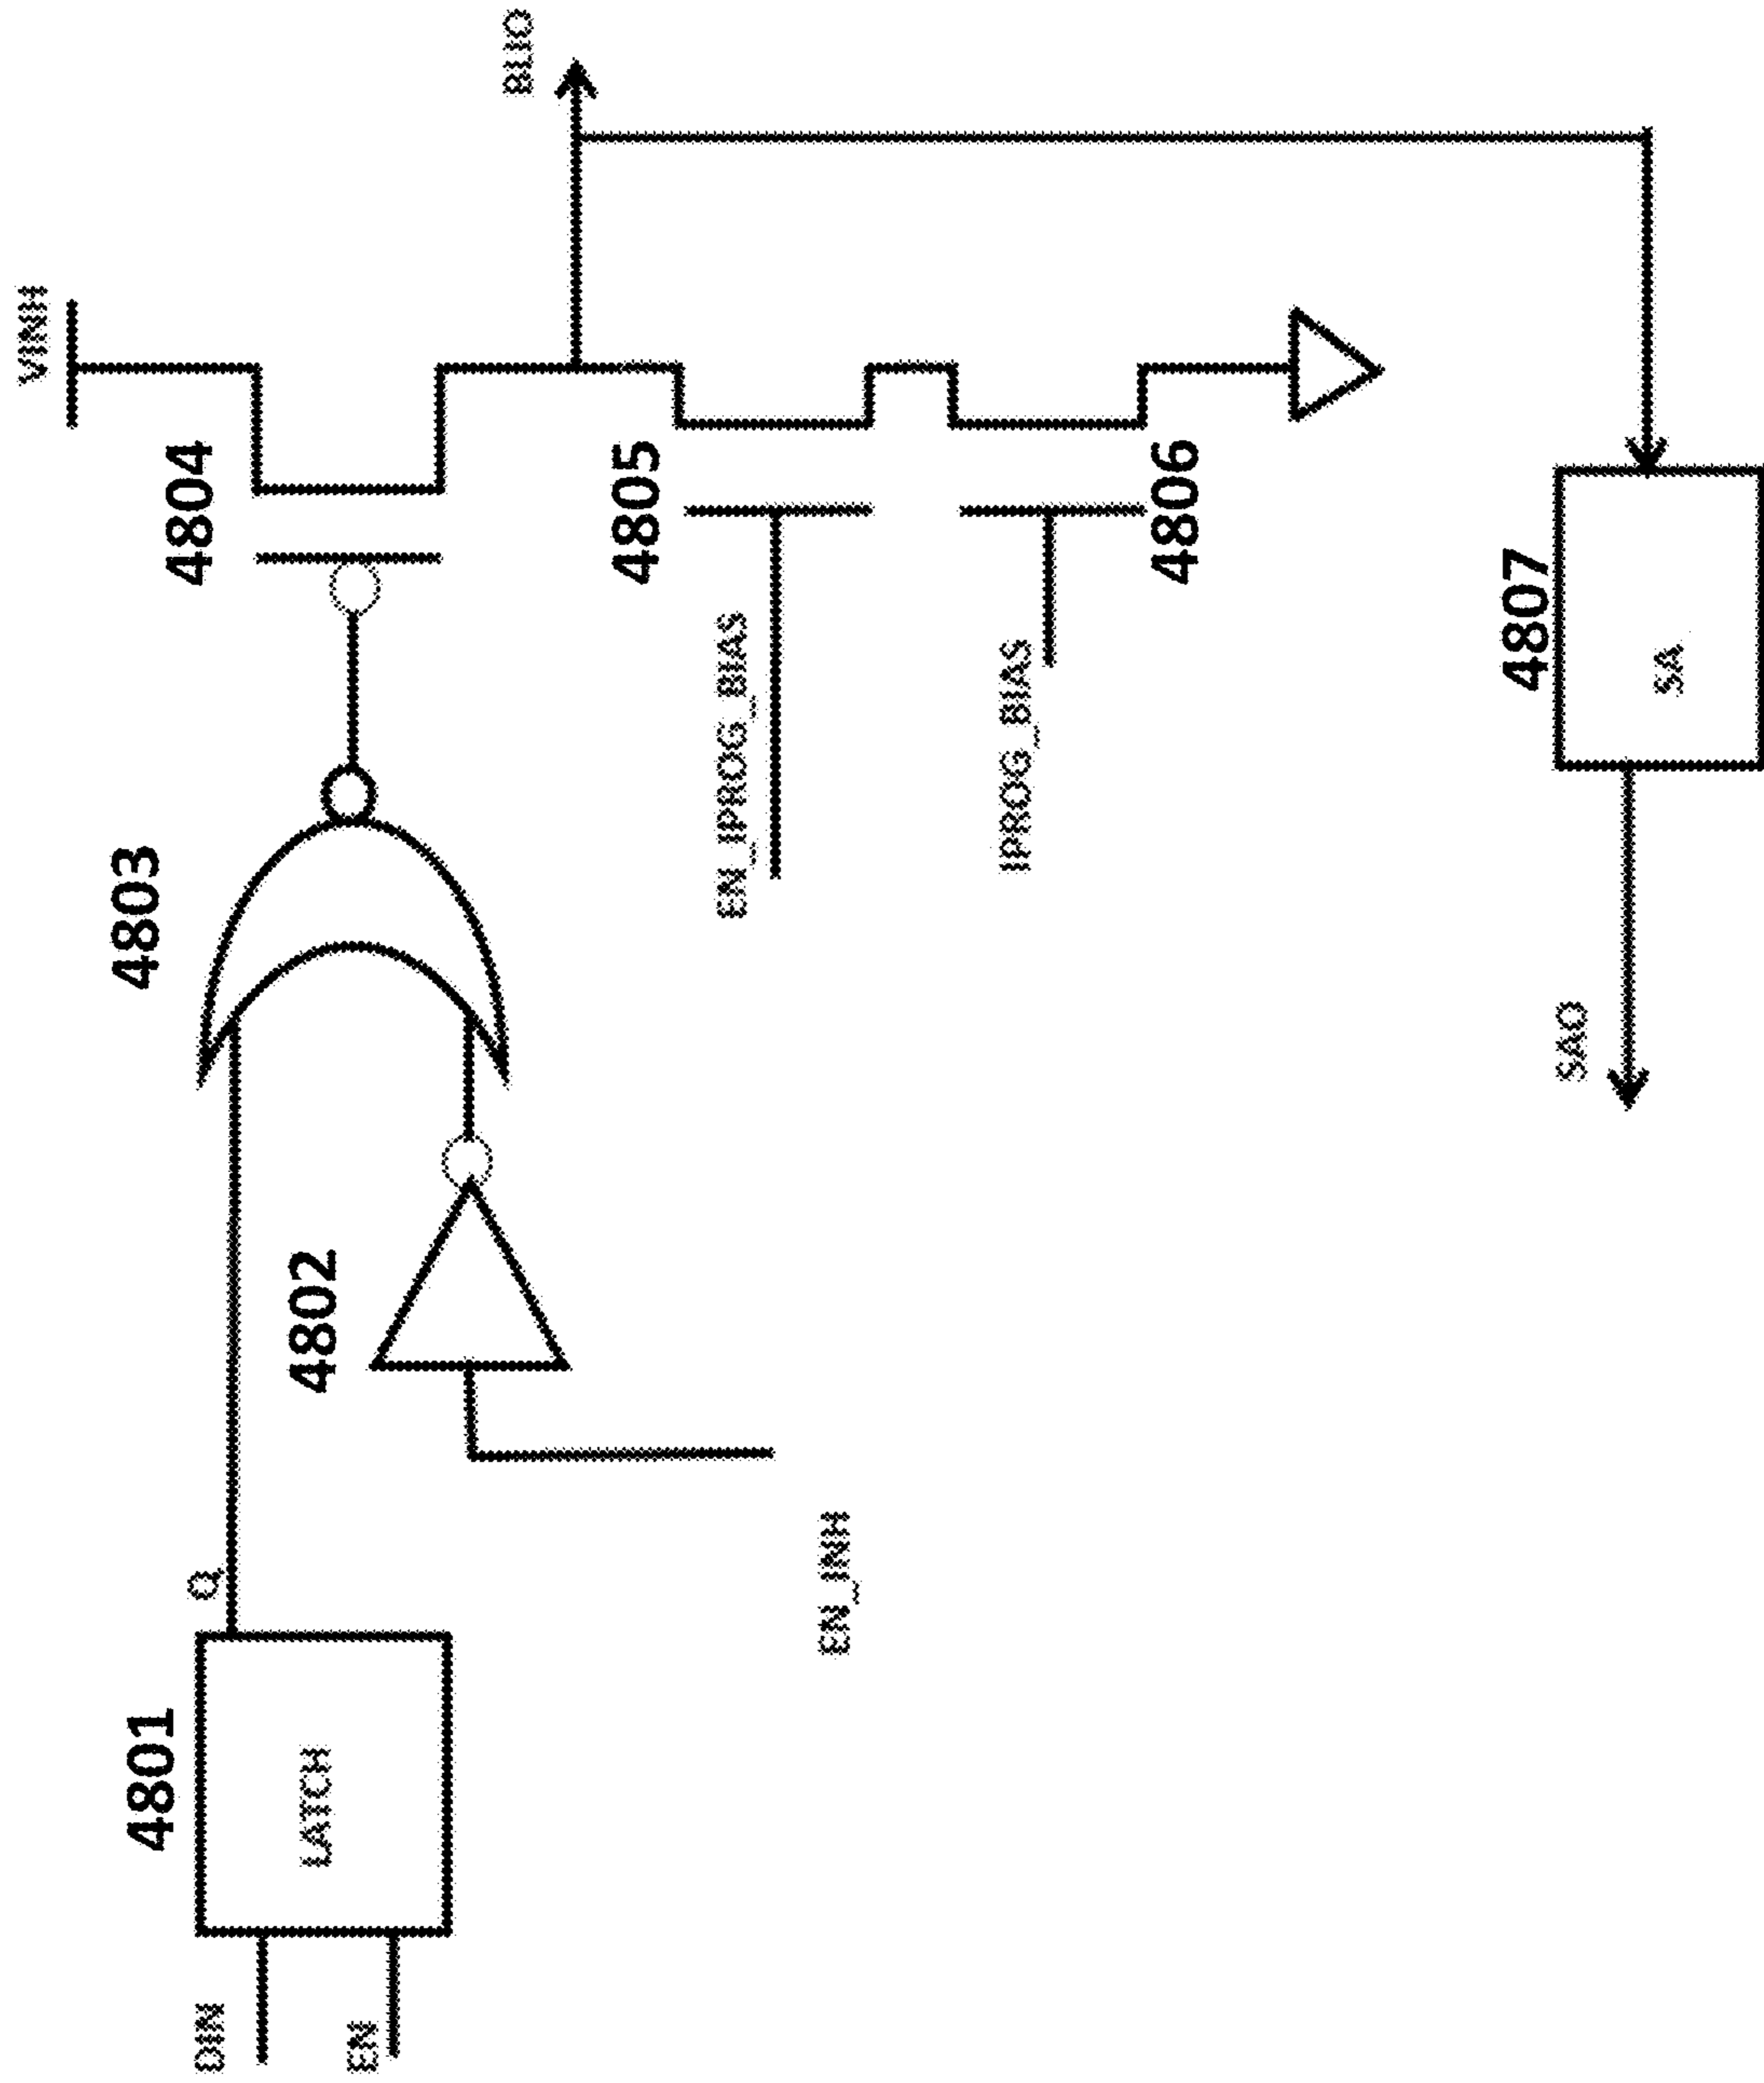 VINH
BLIO
4804
4803
4802
4801
Q
LATCH
DIN
EN
EN_INH
4805
EN_IPROG_BIAS
IPROG_BIAS
4806
4807
SA
SAO